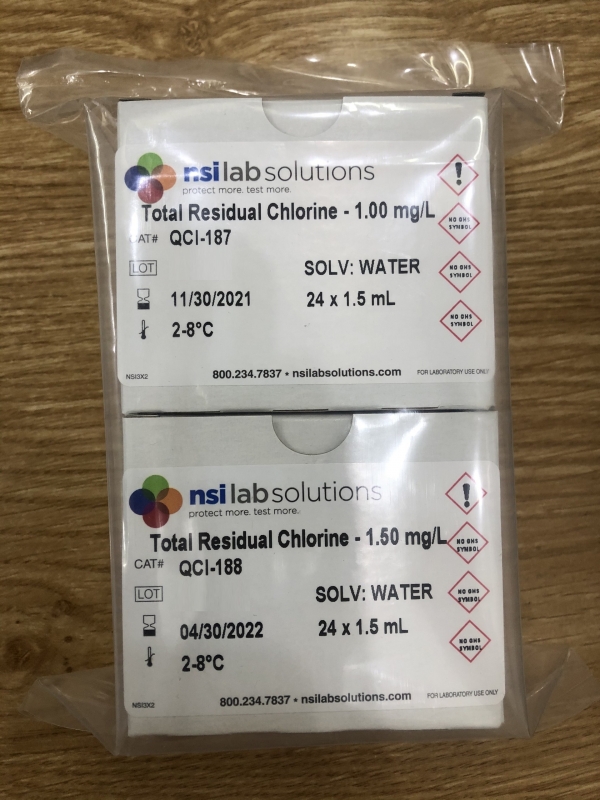 nsi lab solutions
protect more. test more.
Total Residual Chlorine - 1.00 mg/L
CAT# QCI-187
LOT
SOLV: WATER
11/30/2021 24 x 1.5 mL
2-8°C
!
NO GHS
SYMBOL
NO GHS
SYMBOL
NO GHS
SYMBOL
NSI3X2
800.234.7837 • nsilabsolutions.com
FOR LABORATORY USE ONLY
nsi lab solutions
protect more. test more.
Total Residual Chlorine - 1.50 mg/L
CAT# QCI-188
LOT
SOLV: WATER
04/30/2022 24 x 1.5 mL
2-8°C
!
NO GHS
SYMBOL
NO GHS
SYMBOL
NO GHS
SYMBOL
NSI3X2
800.234.7837 • nsilabsolutions.com
FOR LABORATORY USE ONLY